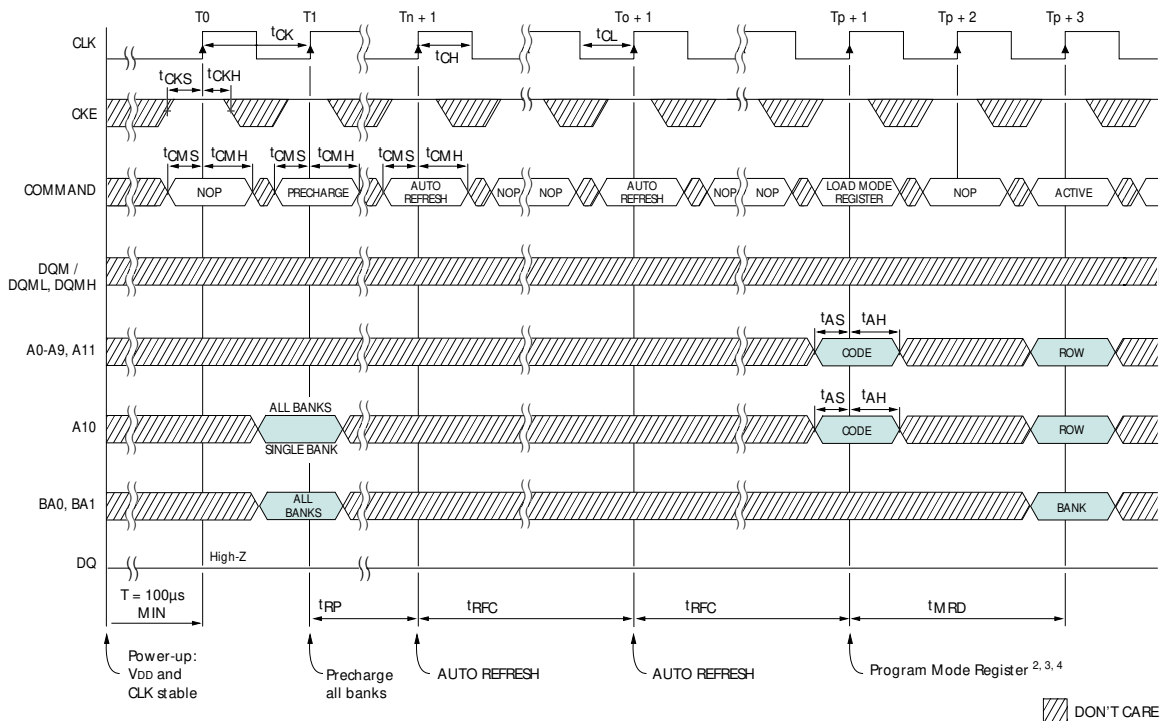 T0 T1 Tn + 1 To + 1 Tp + 1 Tp + 2 Tp + 3
CLK
tCK
tCH
tCL
tCKS tCKH
CKE
tCMS tCMH tCMS tCMH tCMS tCMH
COMMAND
NOP
PRECHARGE
AUTO
REFRESH
NOP
NOP
AUTO
REFRESH
NOP
NOP
LOAD MODE
REGISTER
NOP
ACTIVE
DQM /
DQML, DQMH
tAS tAH
A0-A9, A11
CODE
ROW
ALL BANKS
tAS tAH
A10
CODE
ROW
SINGLE BANK
BA0, BA1
ALL
BANKS
BANK
DQ
High-Z
T = 100µs
MIN
tRP
tRFC
tRFC
tMRD
Power-up:
VDD and
CLK stable
Precharge
all banks
AUTO REFRESH
AUTO REFRESH
Program Mode Register 2, 3, 4
DON'T CARE